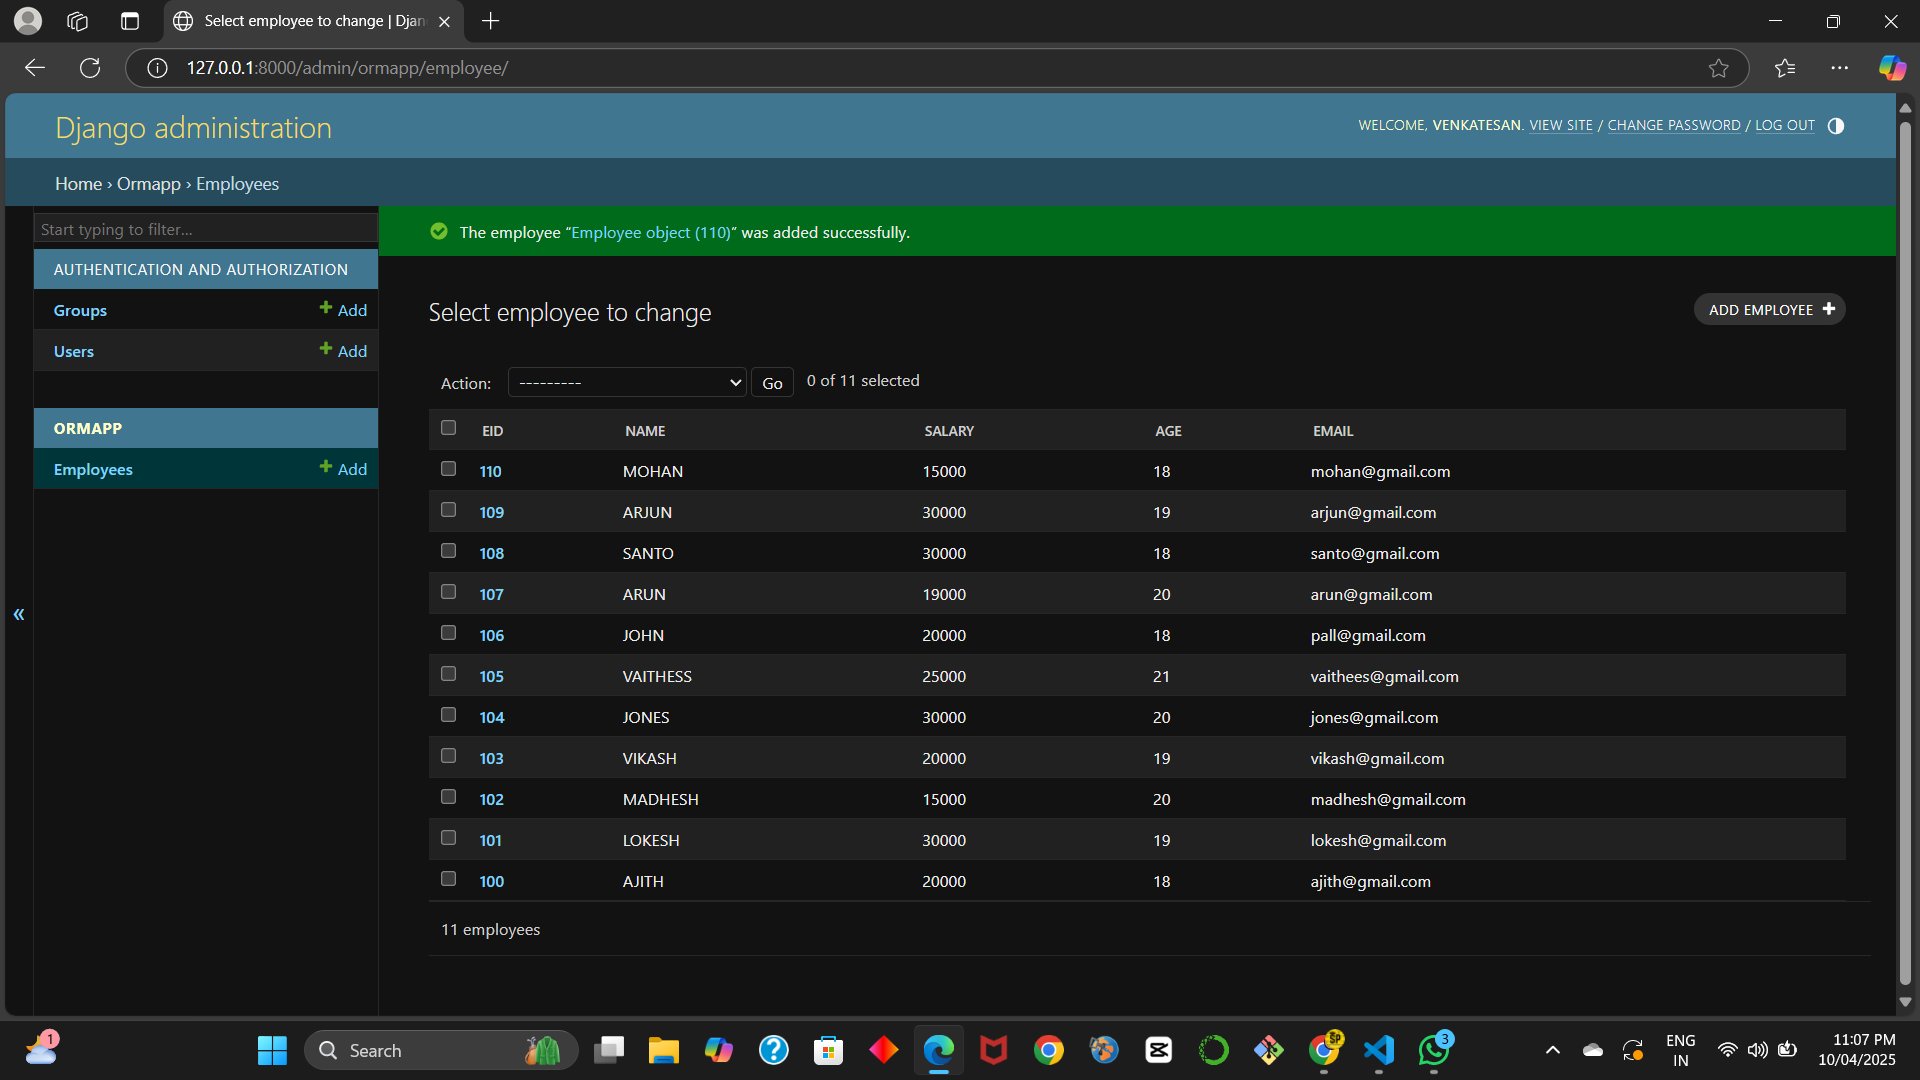 Select employee to change | Djan
127.0.0.1:8000/admin/ormapp/employee/
Django administration
WELCOME, VENKATESAN. VIEW SITE / CHANGE PASSWORD / LOG OUT
Home › Ormapp › Employees
Start typing to filter...
AUTHENTICATION AND AUTHORIZATION
Groups + Add
Users + Add
ORMAPP
Employees + Add
«
The employee “Employee object (110)” was added successfully.
Select employee to change
ADD EMPLOYEE +
Action: --------- Go 0 of 11 selected
EID NAME SALARY AGE EMAIL
110 MOHAN 15000 18 mohan@gmail.com
109 ARJUN 30000 19 arjun@gmail.com
108 SANTO 30000 18 santo@gmail.com
107 ARUN 19000 20 arun@gmail.com
106 JOHN 20000 18 pall@gmail.com
105 VAITHESS 25000 21 vaithees@gmail.com
104 JONES 30000 20 jones@gmail.com
103 VIKASH 20000 19 vikash@gmail.com
102 MADHESH 15000 20 madhesh@gmail.com
101 LOKESH 30000 19 lokesh@gmail.com
100 AJITH 20000 18 ajith@gmail.com
11 employees
1
Search
SP
3
ENG
IN
11:07 PM
10/04/2025